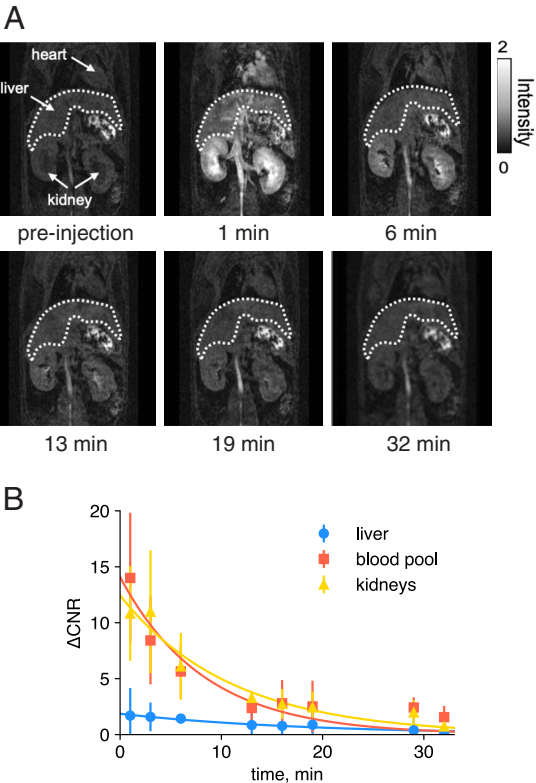 A
heart
liver
kidney
2
Intensity
0
pre-injection
1 min
6 min
13 min
19 min
32 min
B
20
15
10
5
0
ΔCNR
liver
blood pool
kidneys
0
10
20
30
time, min